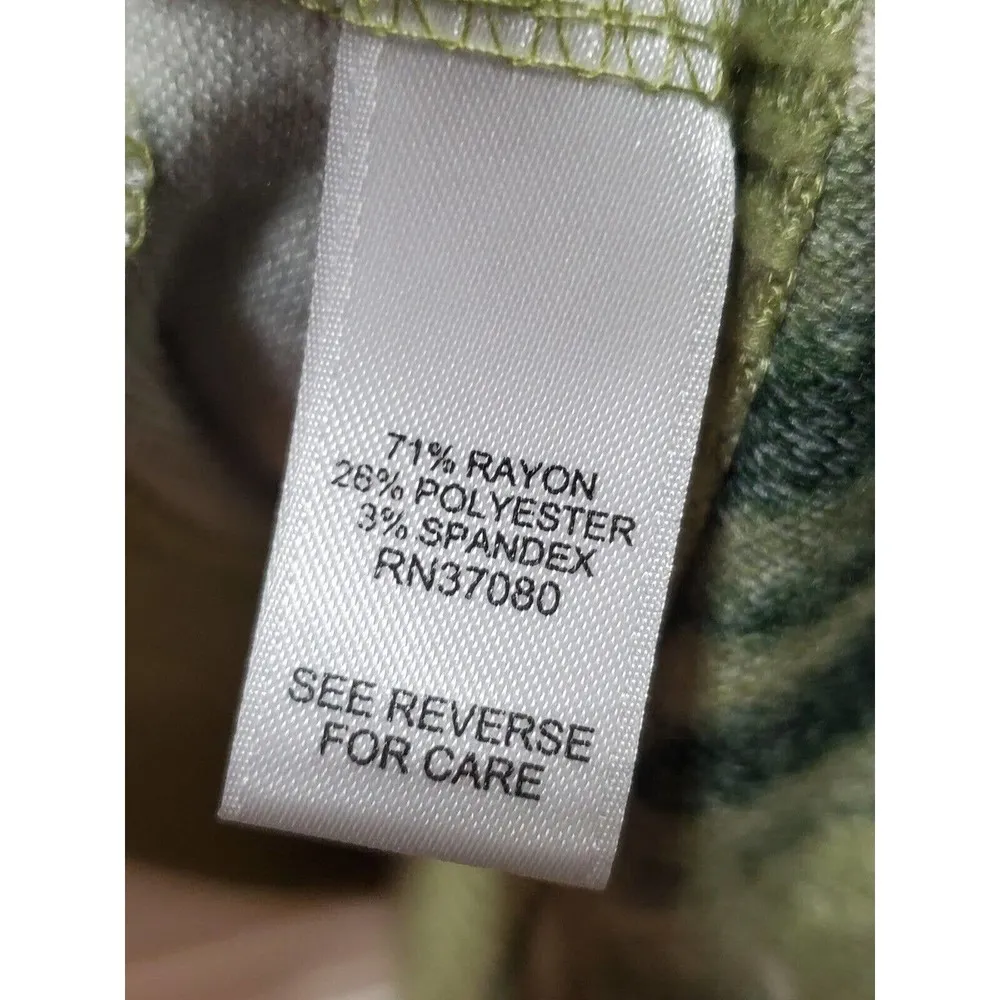 71% RAYON
26% POLYESTER
3% SPANDEX
RN37080
SEE REVERSE
FOR CARE